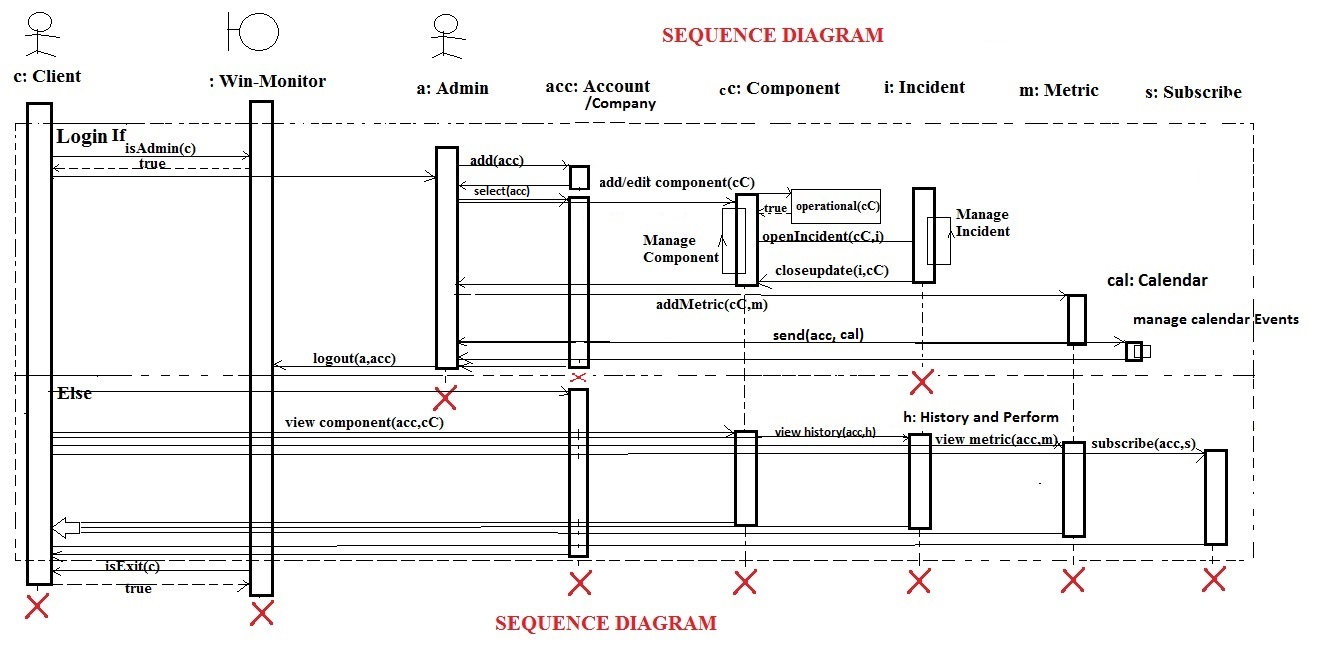 SEQUENCE DIAGRAM
c: Client
: Win-Monitor
a: Admin
acc: Account
/Company
cc: Component
i: Incident
m: Metric
s: Subscribe
Login If
isAdmin(c)
true
add(acc)
select(acc)
add/edit component(cC)
true
operational(cC)
Manage
Component
openIncident(cC,i)
Manage
Incident
closeupdate(i,cC)
cal: Calendar
addMetric(cC,m)
manage calendar Events
send(acc, cal)
logout(a,acc)
Else
view component(acc,cC)
h: History and Perform
view history(acc,h)
view metric(acc,m)
subscribe(acc,s)
isExit(c)
true
SEQUENCE DIAGRAM